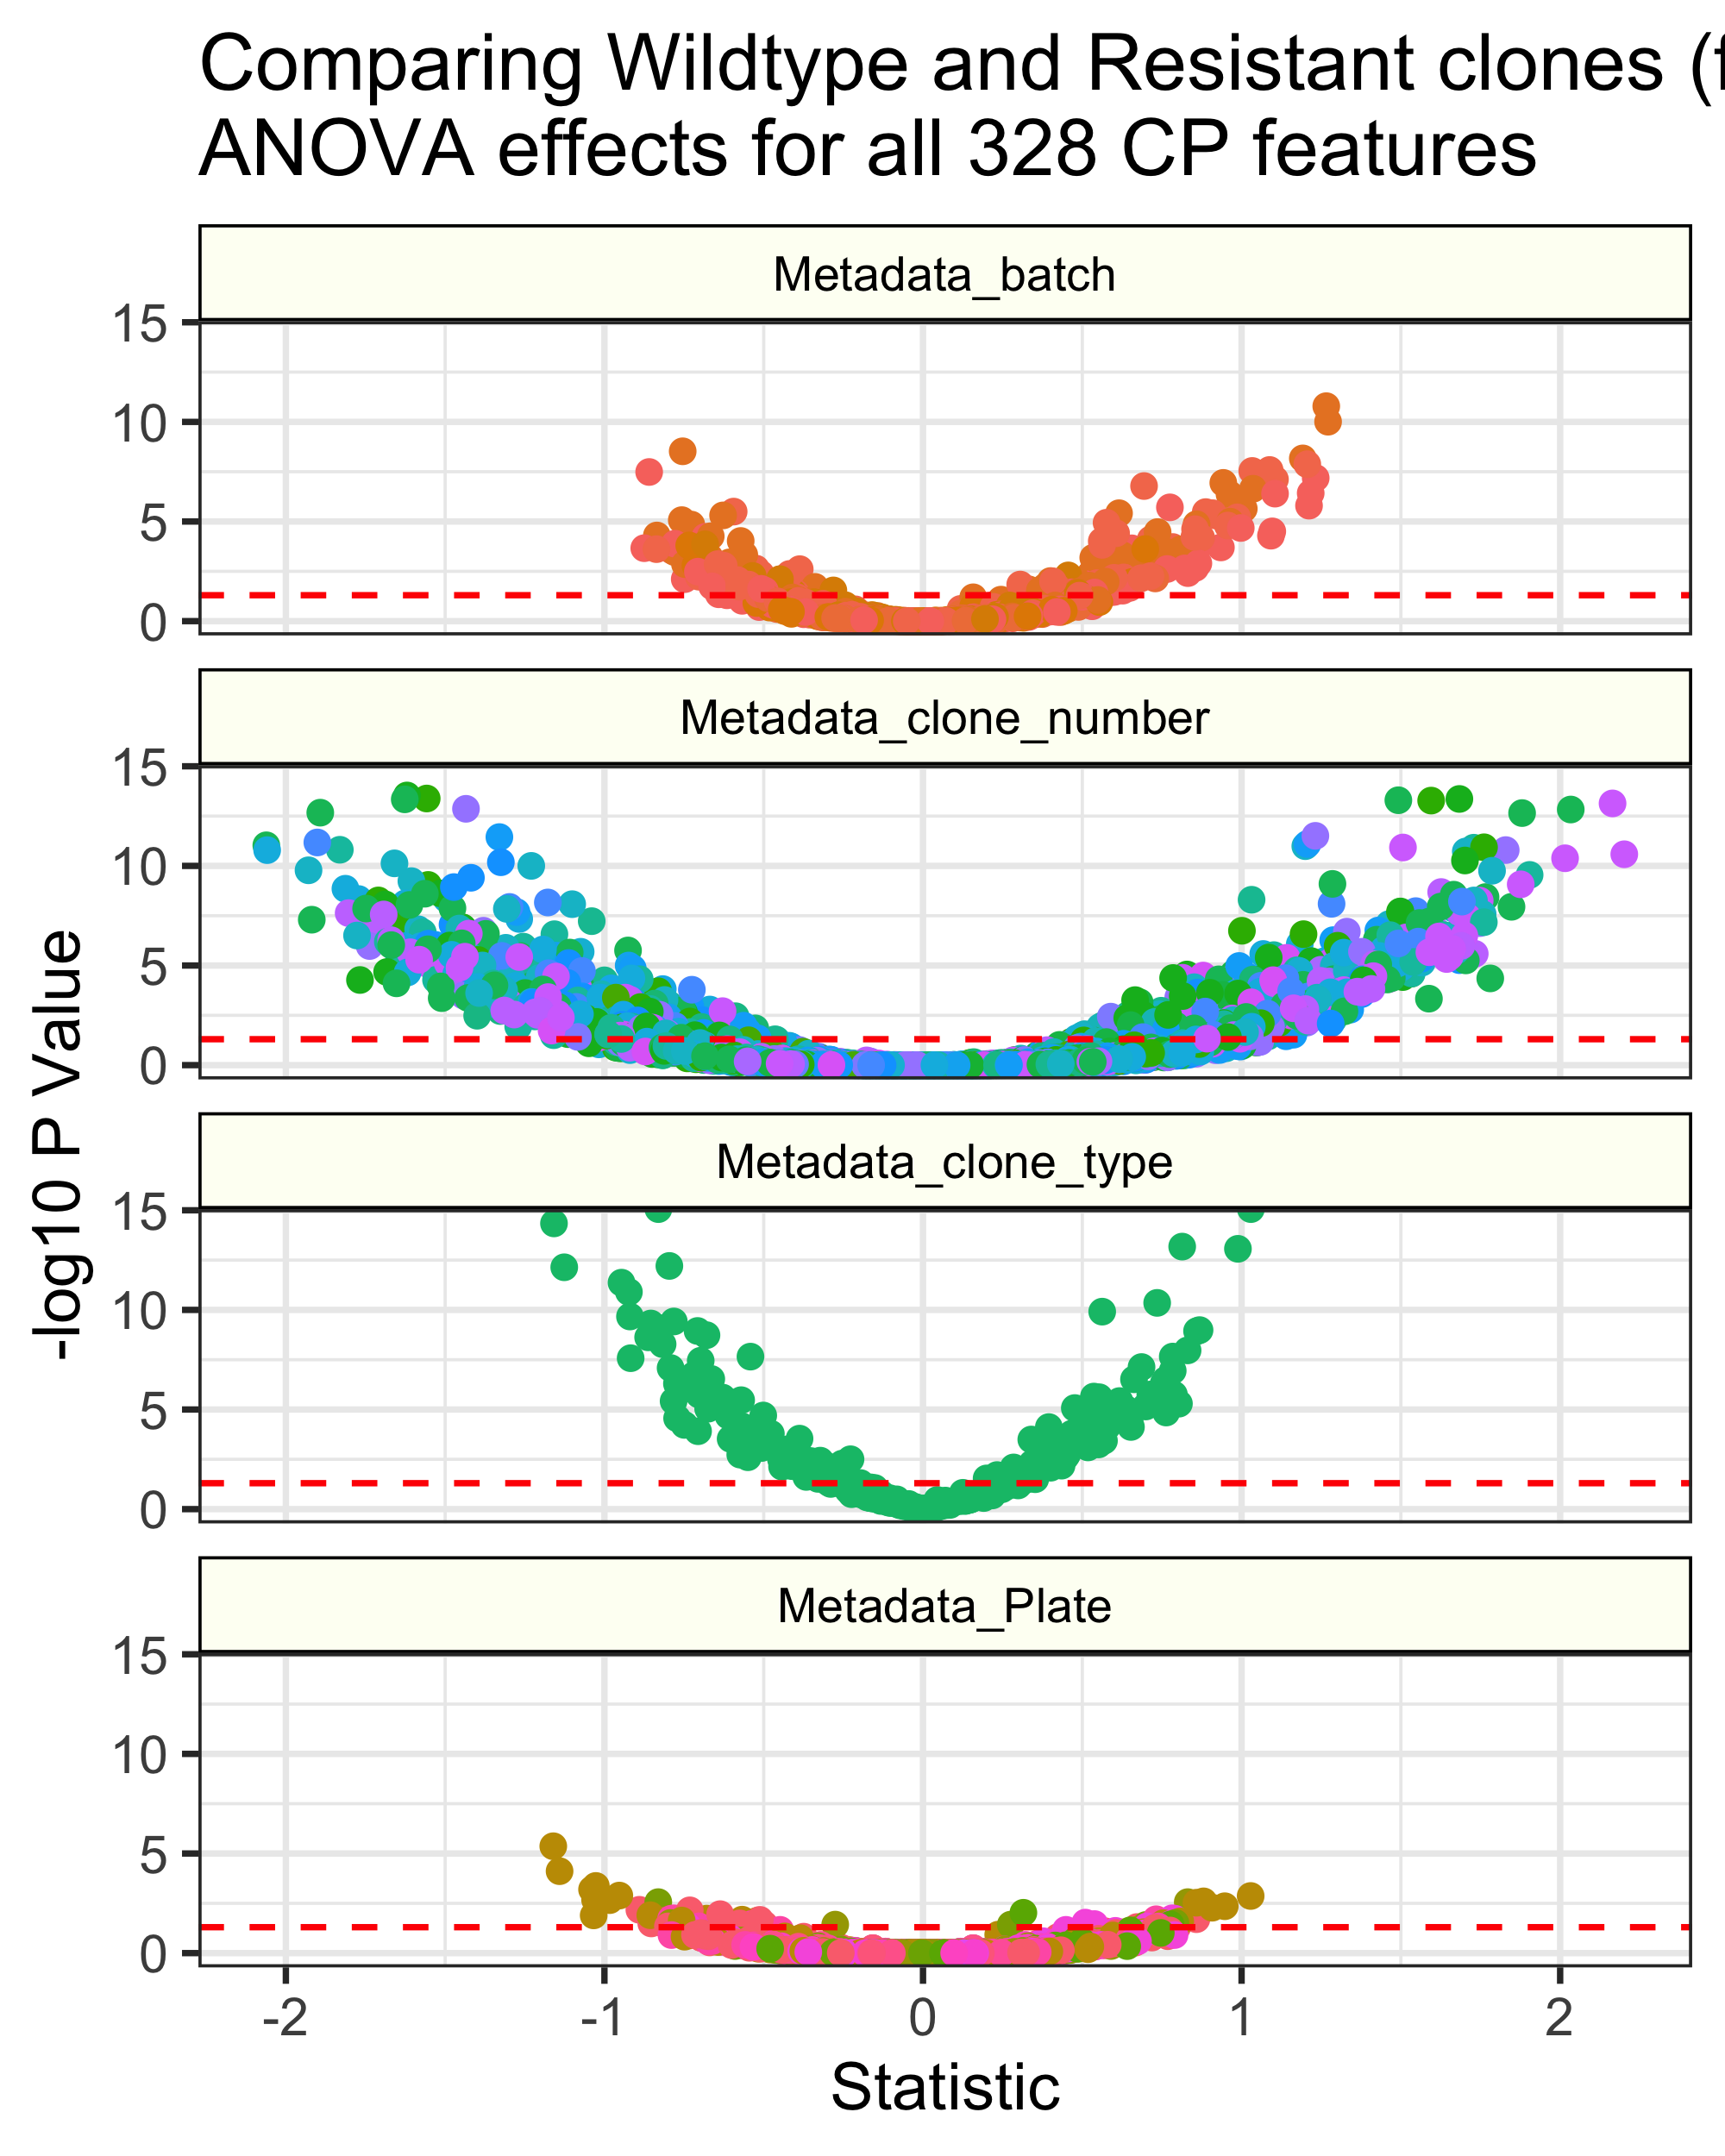 Comparing Wildtype and Resistant clones (f
ANOVA effects for all 328 CP features
Metadata_batch
15
10
5
0
Metadata_clone_number
15
10
5
0
Metadata_clone_type
15
10
5
0
Metadata_Plate
15
10
5
0
-log10 P Value
-2 -1 0 1 2
Statistic